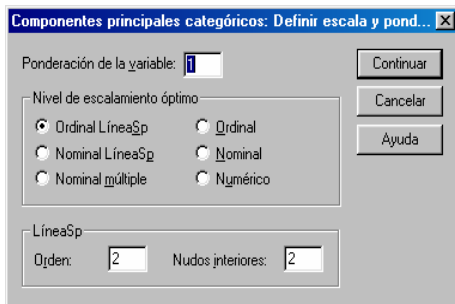 Componentes principales categóricos: Definir escala y pond...
Ponderación de la variable: 1
Continuar
Cancelar
Ayuda
Nivel de escalamiento óptimo
Ordinal LíneaSp
Ordinal
Nominal LíneaSp
Nominal
Nominal múltiple
Numérico
LíneaSp
Orden: 2
Nudos interiores: 2